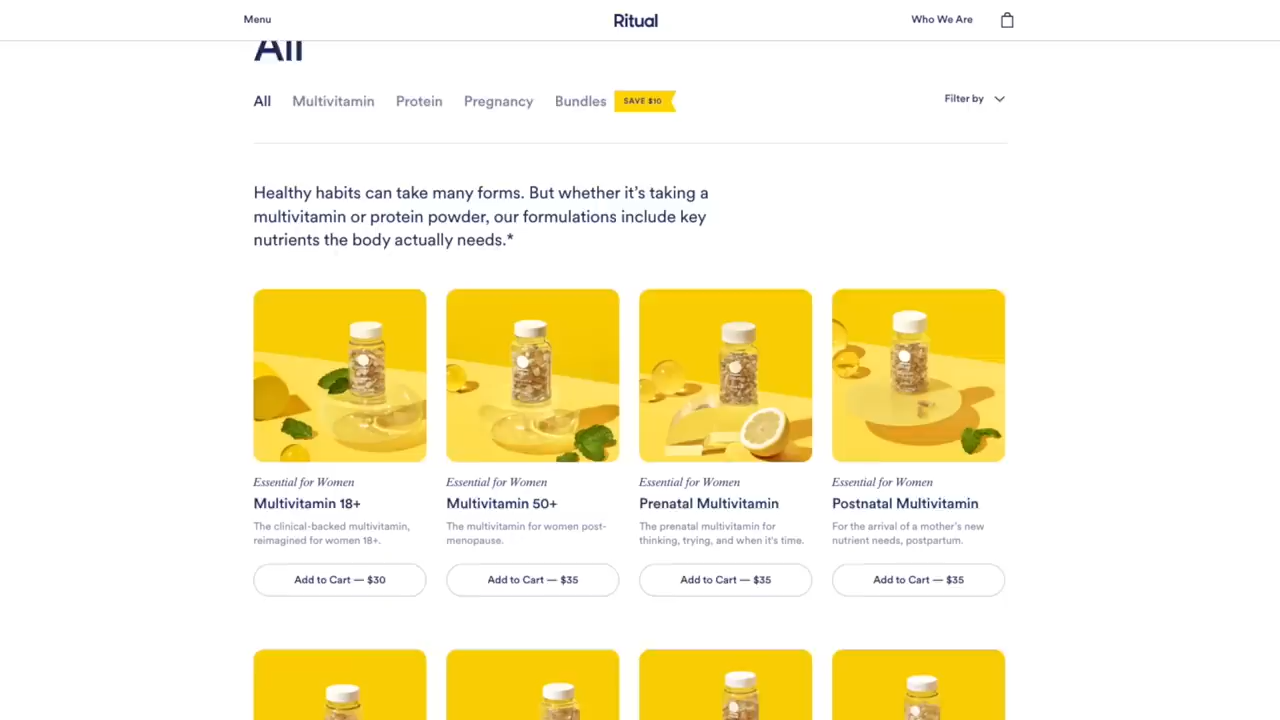 Menu
Ritual
Who We Are
All
All
Multivitamin
Protein
Pregnancy
Bundles
SAVE $10
Filter by
Healthy habits can take many forms. But whether it's taking a
multivitamin or protein powder, our formulations include key
nutrients the body actually needs.*
Essential for Women
Multivitamin 18+
The clinical-backed multivitamin,
reimagined for women 18+.
Add to Cart — $30
Essential for Women
Multivitamin 50+
The multivitamin for women post-
menopause.
Add to Cart — $35
Essential for Women
Prenatal Multivitamin
The prenatal multivitamin for
thinking, trying, and when it's time.
Add to Cart — $35
Essential for Women
Postnatal Multivitamin
For the arrival of a mother's new
nutrient needs, postpartum.
Add to Cart — $35